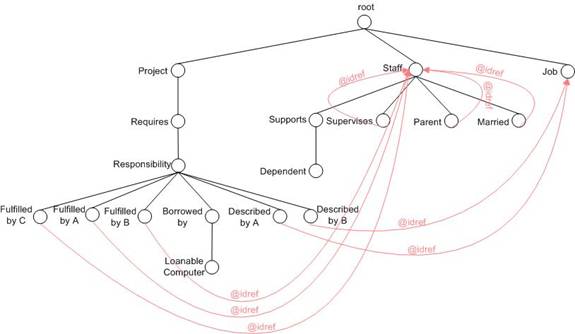 root
Project
Staff
Job
@idref
@idref
@idref
Requires
Supports
Supervises
Parent
Married
Responsibility
Dependent
Fulfilled
by C
Fulfilled
by A
Fulfilled
by B
Borrowed
by
Described
by A
Described
by B
@idref
Loanable
Computer
@idref
@idref
@idref
@idref